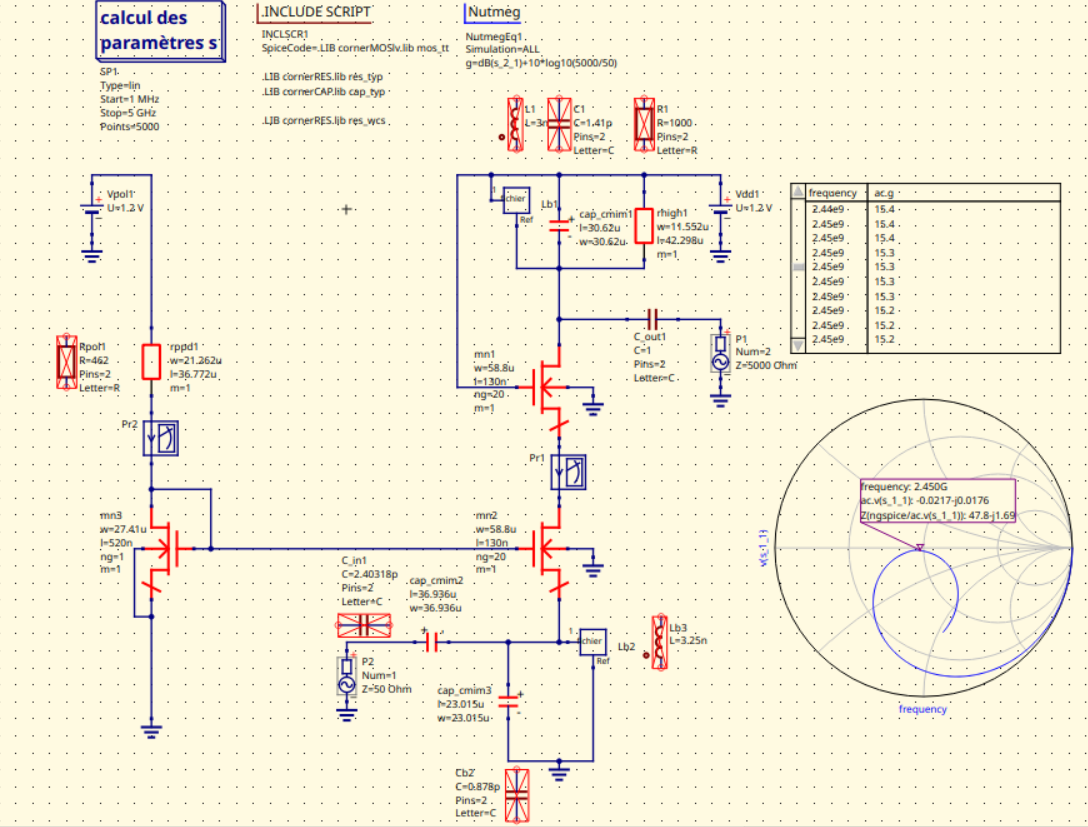 calcul des
paramètres s
SP1
Type=lin
Start=1 MHz
Stop=5 GHz
Points=5000
.INCLUDE SCRIPT
INCLSCR1
SpiceCode=.LIB cornerMOSlv.lib mos_tt
.LIB cornerRES.lib res_typ
.LIB cornerCAP.lib cap_typ
.LIB cornerRES.lib res_wcs
Nutmeg
NutmegEq1
Simulation=ALL
g=dB(s_2_1)+10*log10(5000/50)
L1
L=3n
C1
C=1.41p
Pins=2
Letter=C
R1
R=1000
Pins=2
Letter=R
Vpol1
U=1.2 V
1
fichier
Ref
Lb1
cap_cmim1
l=30.62u
w=30.62u
rhigh1
w=11.552u
l=42.298u
m=1
Vdd1
U=1.2 V
frequency ac.g
2.44e9 15.4
2.45e9 15.4
2.45e9 15.4
2.45e9 15.3
2.45e9 15.3
2.45e9 15.3
2.45e9 15.3
2.45e9 15.2
2.45e9 15.2
2.45e9 15.2
Rpol1
R=462
Pins=2
Letter=R
rppd1
w=21.262u
l=36.772u
m=1
C_out1
C=1
Pins=2
Letter=C
P1
Num=2
Z=5000 Ohm
mn1
w=58.8u
l=130n
ng=20
m=1
Pr2
Pr1
mn3
w=27.41u
l=520n
ng=1
m=1
mn2
w=58.8u
l=130n
ng=20
m=1
frequency: 2.450G
ac.v(s_1_1): -0.0217-j0.0176
Z(ngspice/ac.v(s_1_1)): 47.8-j1.69
v(s_1_1)
frequency
C_in1
C=2.40318p
Pins=2
Letter=C
cap_cmim2
l=36.936u
w=36.936u
P2
Num=1
Z=50 Ohm
cap_cmim3
l=23.015u
w=23.015u
1
fichier
Ref
Lb2
Lb3
L=3.25n
Cb2
C=0.878p
Pins=2
Letter=C